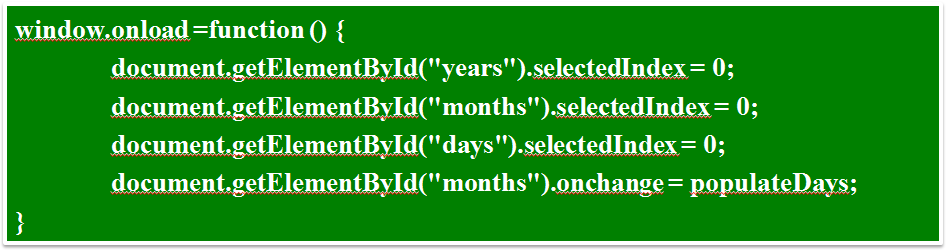 window.onload =function () {
document.getElementById("years").selectedIndex = 0;
document.getElementById("months").selectedIndex = 0;
document.getElementById("days").selectedIndex = 0;
document.getElementById("months").onchange = populateDays;
}